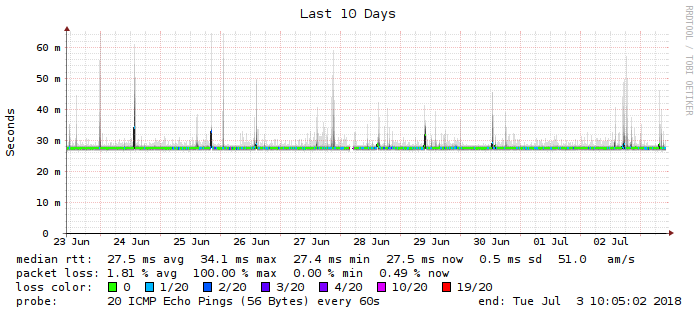 Last 10 Days
RRDTOOL / TOBI OETIKER
Seconds
60 m
50 m
40 m
30 m
20 m
10 m
0
23 Jun 24 Jun 25 Jun 26 Jun 27 Jun 28 Jun 29 Jun 30 Jun 01 Jul 02 Jul
median rtt: 27.5 ms avg 34.1 ms max 27.4 ms min 27.5 ms now 0.5 ms sd 51.0 am/s
packet loss: 1.81 % avg 100.00 % max 0.00 % min 0.49 % now
loss color: 0 1/20 2/20 3/20 4/20 10/20 19/20
probe: 20 ICMP Echo Pings (56 Bytes) every 60s end: Tue Jul 3 10:05:02 2018